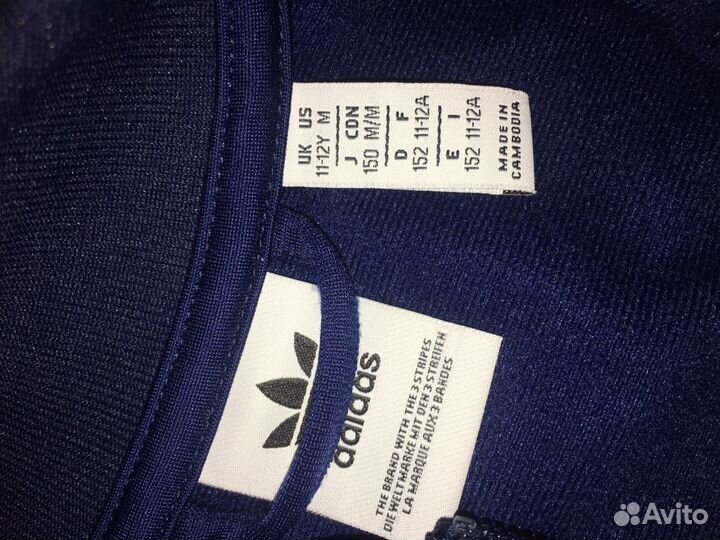 UK US
11-12Y M
J CDN
150 M/M
D F
152 11-12A
E I
152 11-12A
MADE IN
CAMBODIA
adidas
THE BRAND WITH THE 3 STRIPES
DIE WELTMARKE MIT DEN 3 STREIFEN
LA MARQUE AUX 3 BANDES
Avito